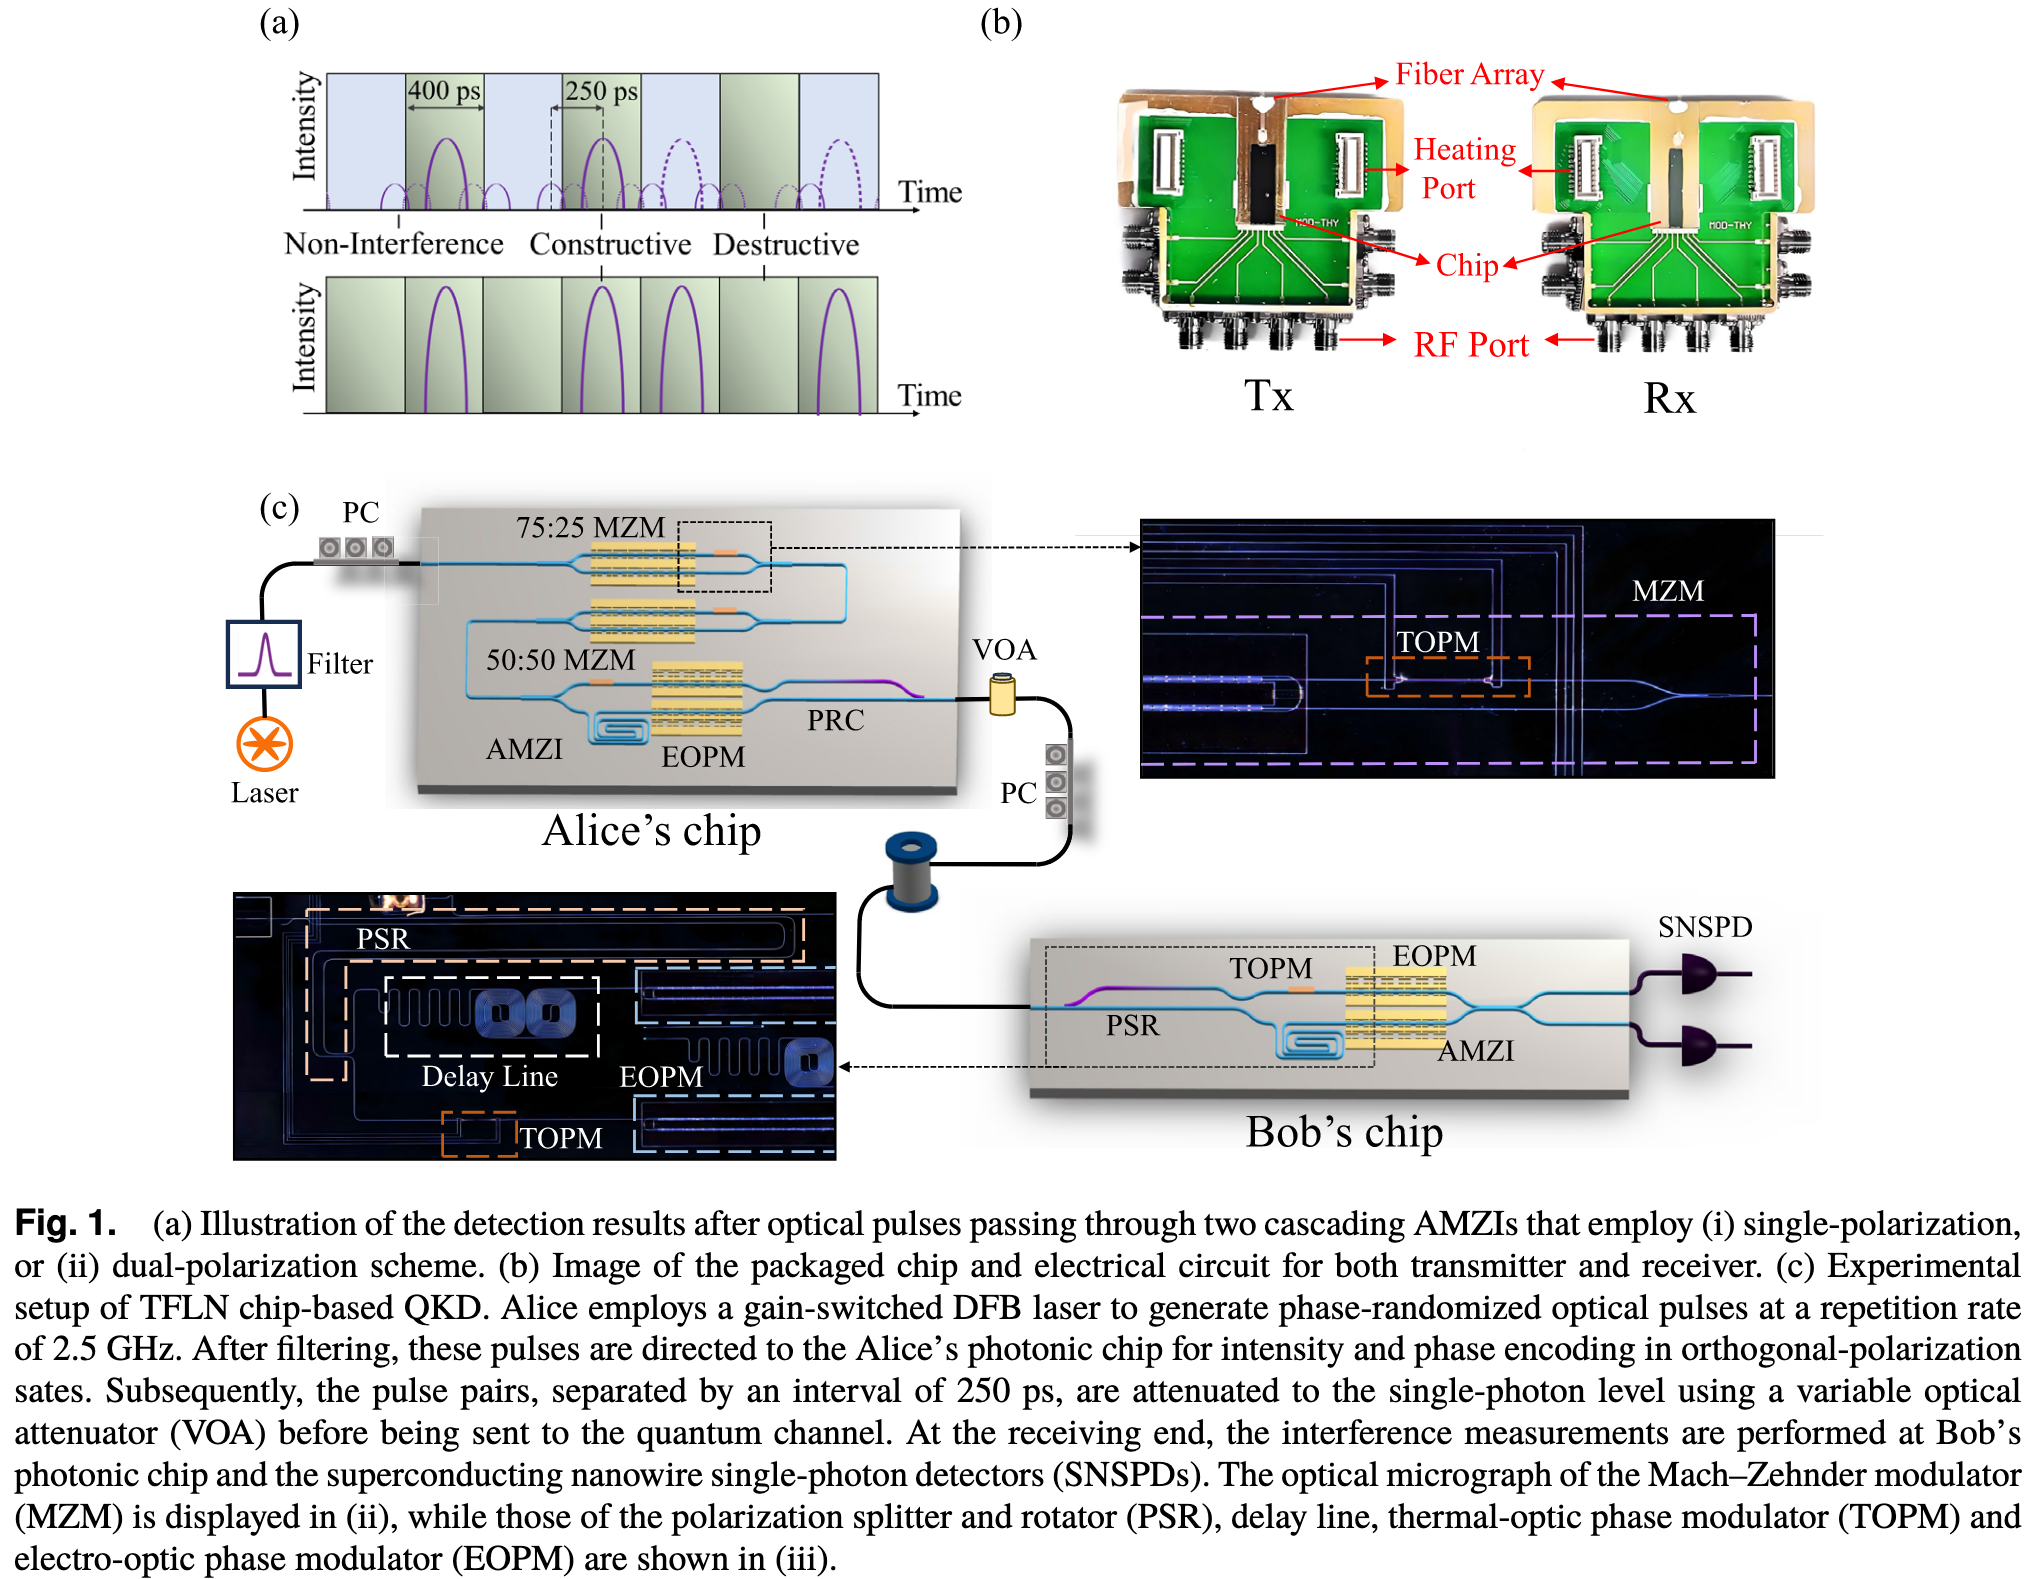 (a)
Intensity
400 ps
250 ps
Time
Non-Interference
Constructive
Destructive
Intensity
Time
(b)
Fiber Array
Heating
Port
MOD-THY
MOD-THY
Chip
RF Port
Tx
Rx
(c)
PC
75:25 MZM
50:50 MZM
Filter
Laser
AMZI
EOPM
PRC
VOA
PC
Alice's chip
MZM
TOPM
PSR
Delay Line
EOPM
TOPM
SNSPD
EOPM
TOPM
PSR
AMZI
Bob's chip
Fig. 1. (a) Illustration of the detection results after optical pulses passing through two cascading AMZIs that employ (i) single-polarization,
or (ii) dual-polarization scheme. (b) Image of the packaged chip and electrical circuit for both transmitter and receiver. (c) Experimental
setup of TFLN chip-based QKD. Alice employs a gain-switched DFB laser to generate phase-randomized optical pulses at a repetition rate
of 2.5 GHz. After filtering, these pulses are directed to the Alice's photonic chip for intensity and phase encoding in orthogonal-polarization
sates. Subsequently, the pulse pairs, separated by an interval of 250 ps, are attenuated to the single-photon level using a variable optical
attenuator (VOA) before being sent to the quantum channel. At the receiving end, the interference measurements are performed at Bob's
photonic chip and the superconducting nanowire single-photon detectors (SNSPDs). The optical micrograph of the Mach–Zehnder modulator
(MZM) is displayed in (ii), while those of the polarization splitter and rotator (PSR), delay line, thermal-optic phase modulator (TOPM) and
electro-optic phase modulator (EOPM) are shown in (iii).